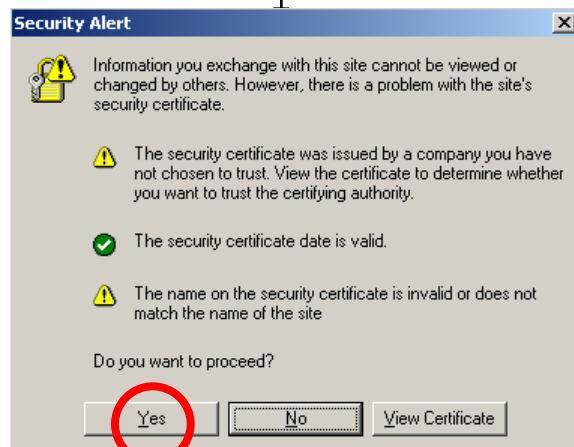 Security Alert
Information you exchange with this site cannot be viewed or
changed by others. However, there is a problem with the site's
security certificate.
The security certificate was issued by a company you have
not chosen to trust. View the certificate to determine whether
you want to trust the certifying authority.
The security certificate date is valid.
The name on the security certificate is invalid or does not
match the name of the site
Do you want to proceed?
Yes No View Certificate